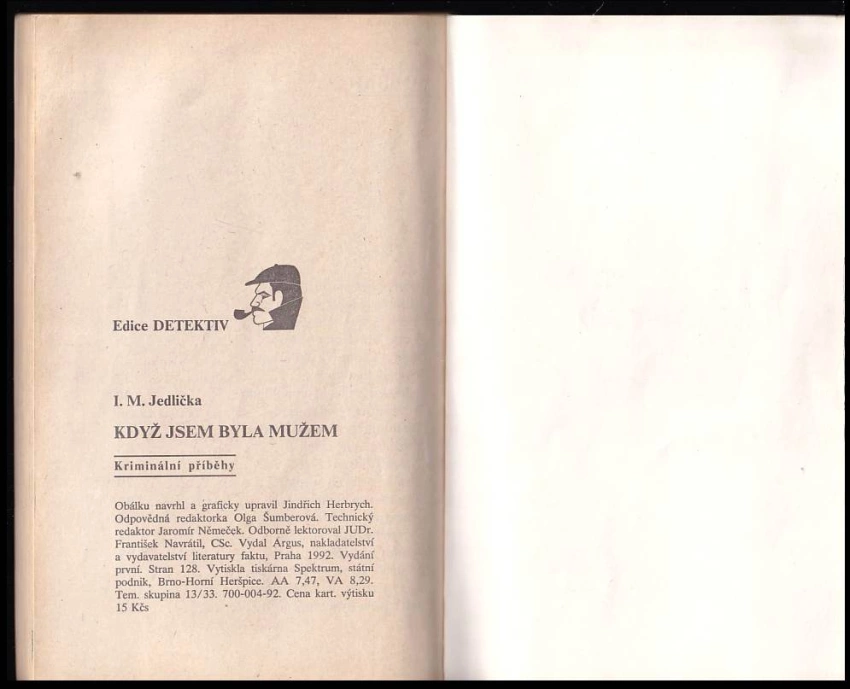 Edice DETEKTIV
I. M. Jedlička
KDYŽ JSEM BYLA MUŽEM
Kriminální příběhy
Obálku navrhl a graficky upravil Jindřich Herbrych.
Odpovědná redaktorka Olga Šumberová. Technický
redaktor Jaromír Němeček. Odborně lektoroval JUDr.
František Navrátil, CSc. Vydal Argus, nakladatelství
a vydavatelství literatury faktu, Praha 1992. Vydání
první. Stran 128. Vytiskla tiskárna Spektrum, státní
podnik, Brno-Horní Heršpice. AA 7,47, VA 8,29.
Tem. skupina 13/33. 700-004-92. Cena kart. výtisku
15 Kčs